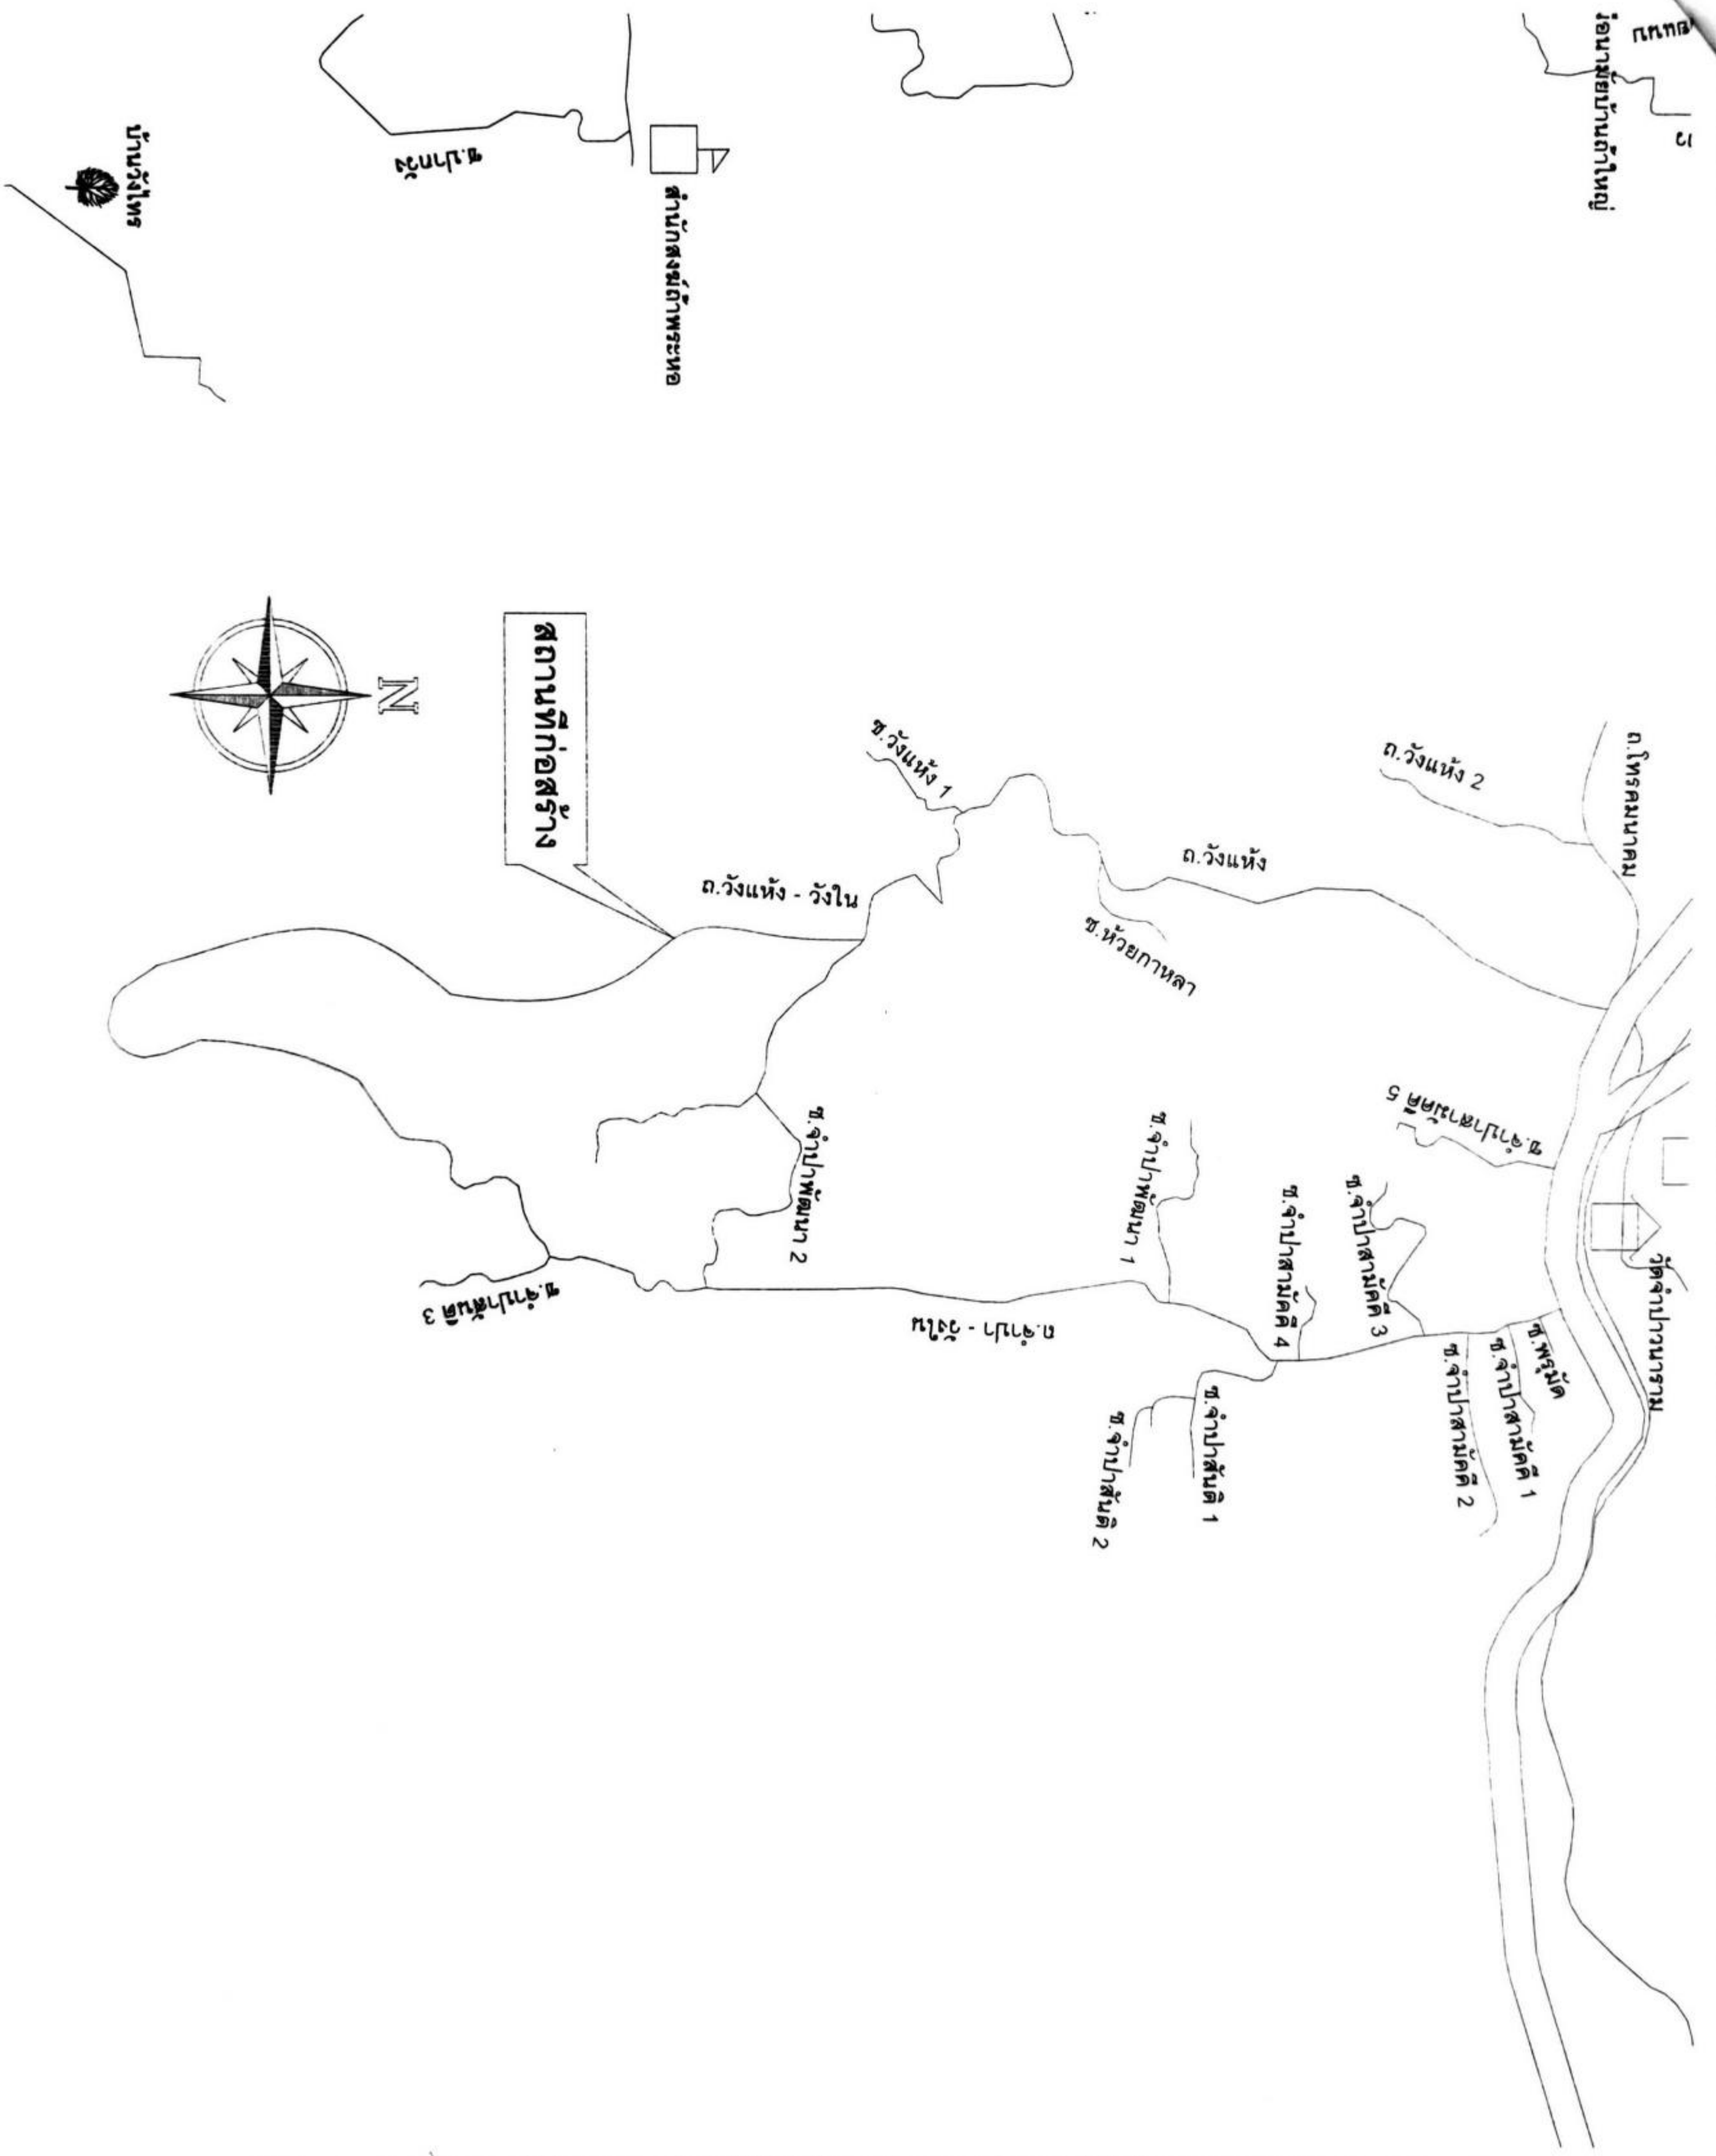 ร่อนามัยบ้านถ้ำใหญ่
บ้านวังไทร
ซ.ปากวัง
สำนักสงฆ์ถ้ำพระหอ
N
สถานที่ก่อสร้าง
ถ.โทรคมนาคม
ถ.วังแห้ง 2
ถ.วังแห้ง
ซ.วังแห้ง 1
ซ.ห้วยกาหลา
ถ.วังแห้ง - วังใน
วัดจำปาวนาราม
ซ.จำปาสามัคคี 5
ซ.พรุมัด
ซ.จำปาสามัคคี 1
ซ.จำปาสามัคคี 2
ซ.จำปาสามัคคี 3
ซ.จำปาสามัคคี 4
ซ.จำปาพัฒนา 1
ซ.จำปาสันติ 1
ซ.จำปาสันติ 2
ถ.จำปา - วังใน
ซ.จำปาพัฒนา 2
ซ.จำปาสันติ 3